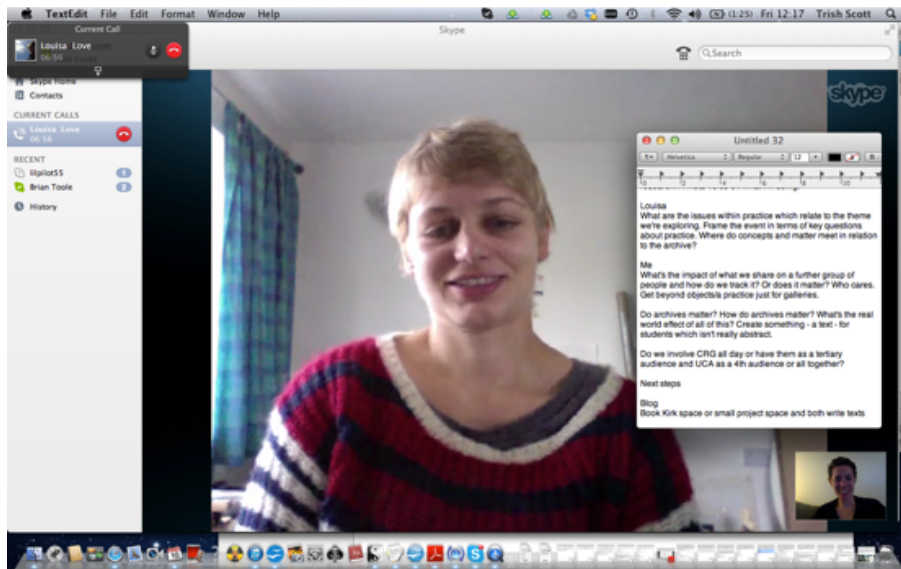 TextEdit File Edit Format Window Help
(1:25) Fri 12:17 Trish Scott
Current Call
Louisa Love
06:56
Skype
Search
Skype Home
Contacts
CURRENT CALLS
Louisa Love
06:56
RECENT
lilpilot55 1
Brian Toole 2
History
skype
Untitled 32
Helvetica Regular 12 B
0 2 4 6 8 10
Louisa
What are the issues within practice which relate to the theme
we're exploring. Frame the event in terms of key questions
about practice. Where do concepts and matter meet in relation
to the archive?
Me
What's the impact of what we share on a further group of
people and how do we track it? Or does it matter? Who cares.
Get beyond objects/a practice just for galleries.
Do archives matter? How do archives matter? What's the real
world effect of all of this? Create something - a text - for
students which isn't really abstract.
Do we involve CRG all day or have them as a tertiary
audience and UCA as a 4th audience or all together?
Next steps
Blog
Book Kirk space or small project space and both write texts